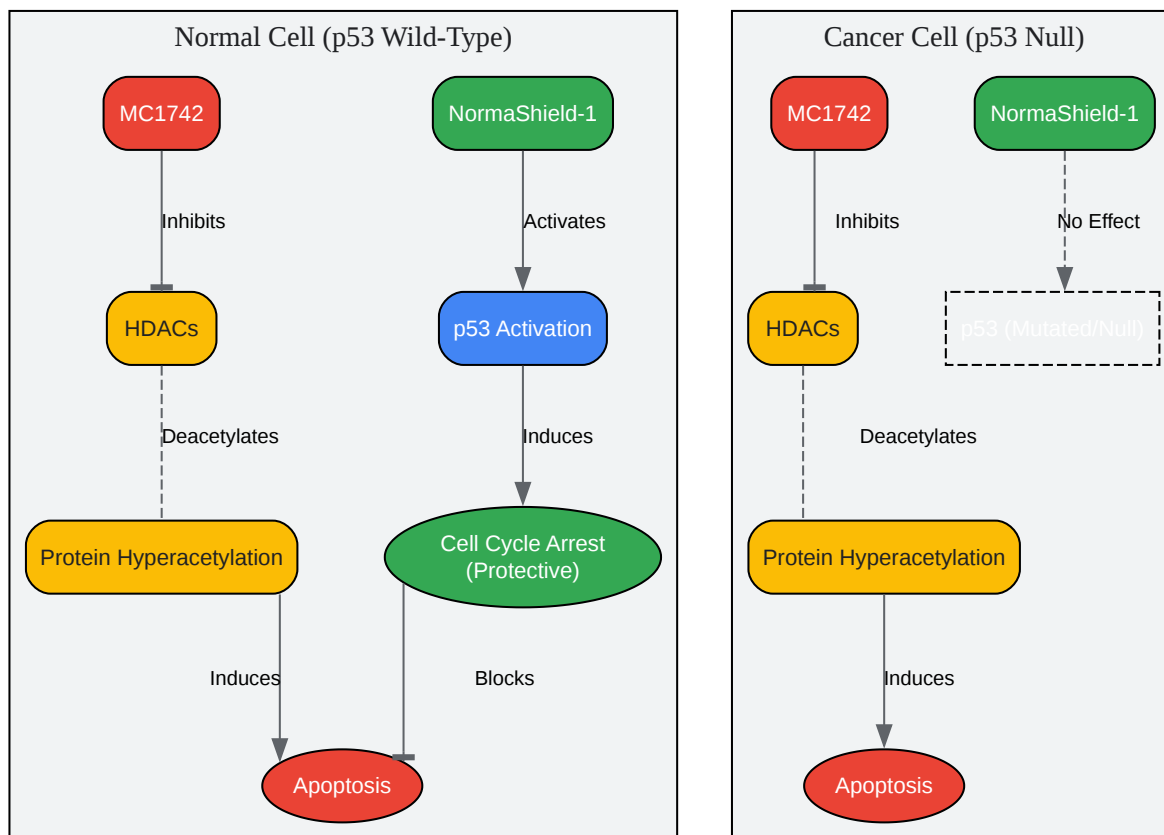 Normal Cell (p53 Wild-Type)
MC1742
NormaShield-1
Inhibits
Activates
HDACs
p53 Activation
Deacetylates
Induces
Protein Hyperacetylation
Cell Cycle Arrest
(Protective)
Induces
Blocks
Apoptosis
Cancer Cell (p53 Null)
MC1742
NormaShield-1
Inhibits
No Effect
HDACs
p53 (Mutated/Null)
Deacetylates
Protein Hyperacetylation
Induces
Apoptosis